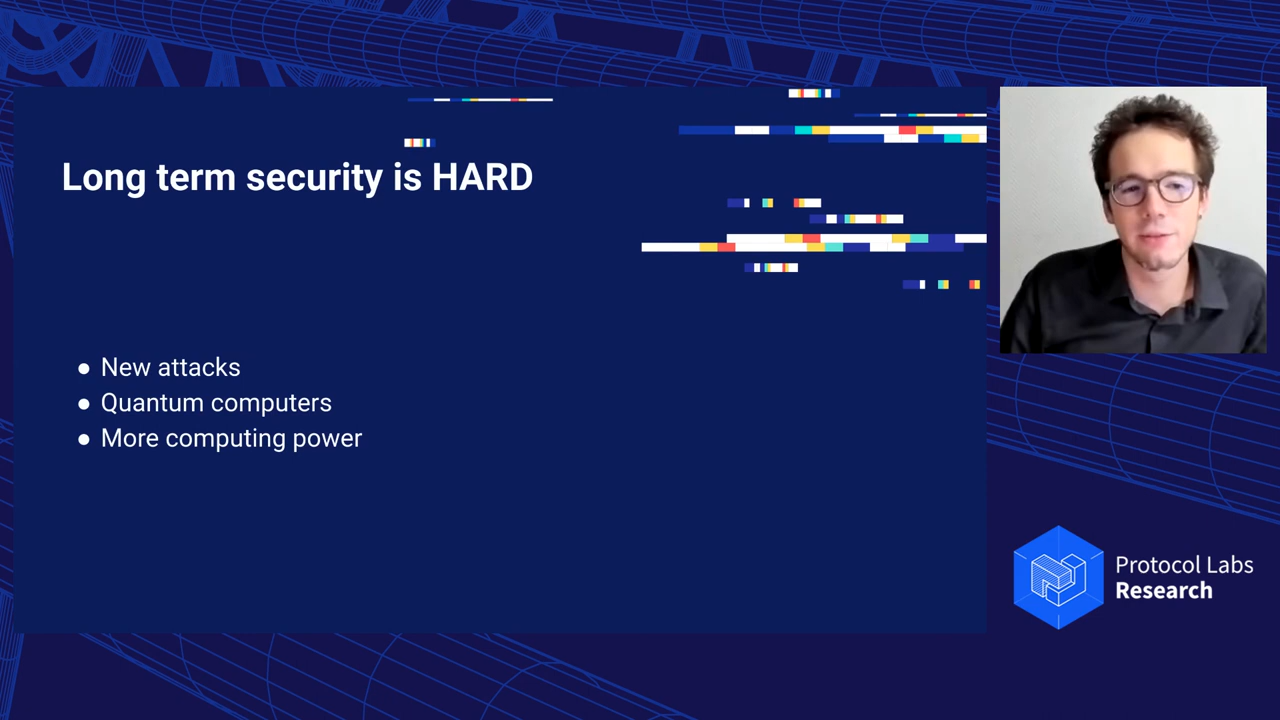 Long term security is HARD
● New attacks
● Quantum computers
● More computing power
Protocol Labs
Research